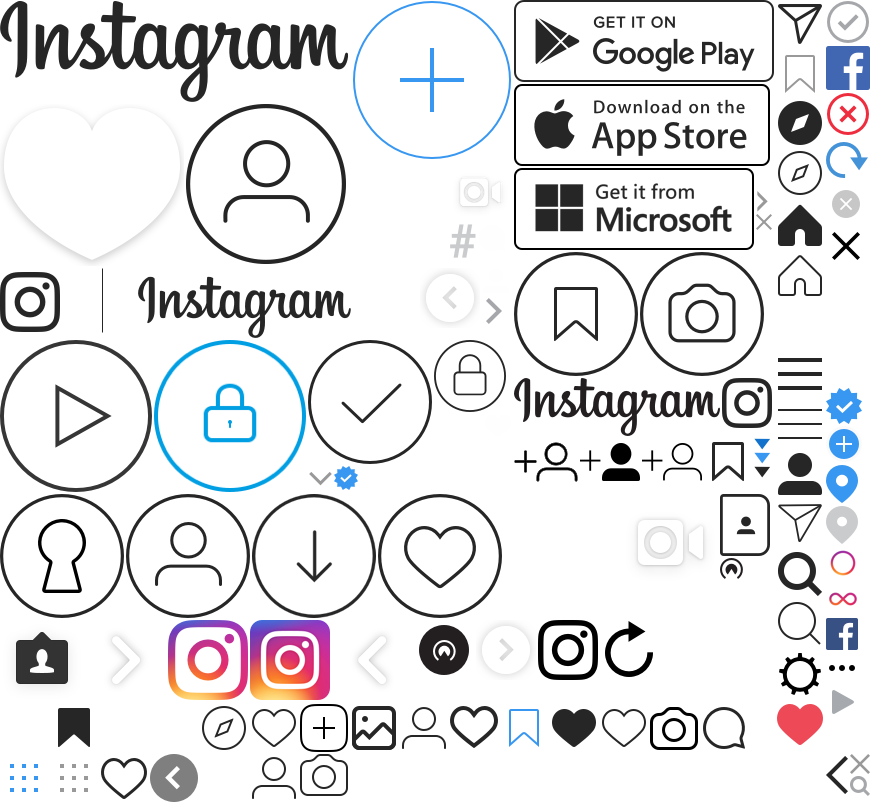 Instagram
GET IT ON
Google Play
Download on the
App Store
Get it from
Microsoft
#
Instagram
Instagram